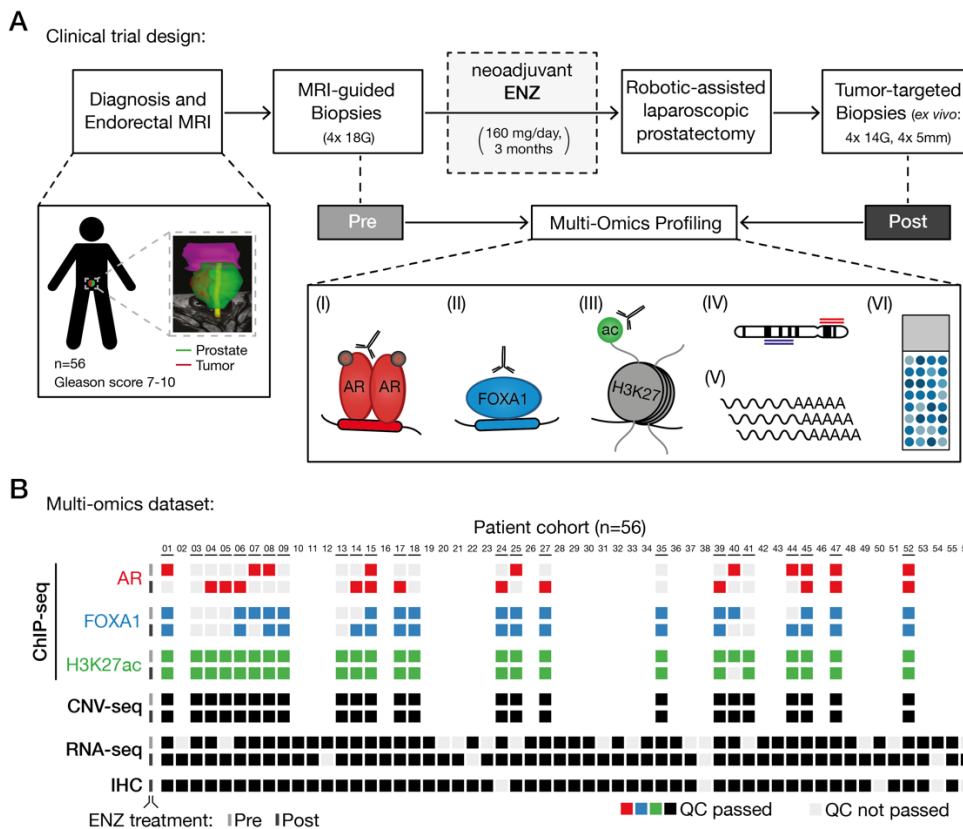 A
Clinical trial design:
Diagnosis and
Endorectal MRI
MRI-guided
Biopsies
(4x 18G)
neoadjuvant
ENZ
(160 mg/day,
3 months)
Robotic-assisted
laparoscopic
prostatectomy
Tumor-targeted
Biopsies (ex vivo:
4x 14G, 4x 5mm)
Pre
Multi-Omics Profiling
Post
n=56
Gleason score 7-10
Prostate
Tumor
(I)
AR AR
(II)
FOXA1
(III)
ac
H3K27
(IV)
(V)
AAAAA
AAAAA
AAAAA
(VI)
B
Multi-omics dataset:
Patient cohort (n=56)
01 02 03 04 05 06 07 08 09 10 11 12 13 14 15 16 17 18 19 20 21 22 23 24 25 26 27 28 29 30 31 32 33 34 35 36 37 38 39 40 41 42 43 44 45 46 47 48 49 50 51 52 53 54 55
ChIP-seq
AR
FOXA1
H3K27ac
CNV-seq
RNA-seq
IHC
ENZ treatment: Pre Post
QC passed QC not passed